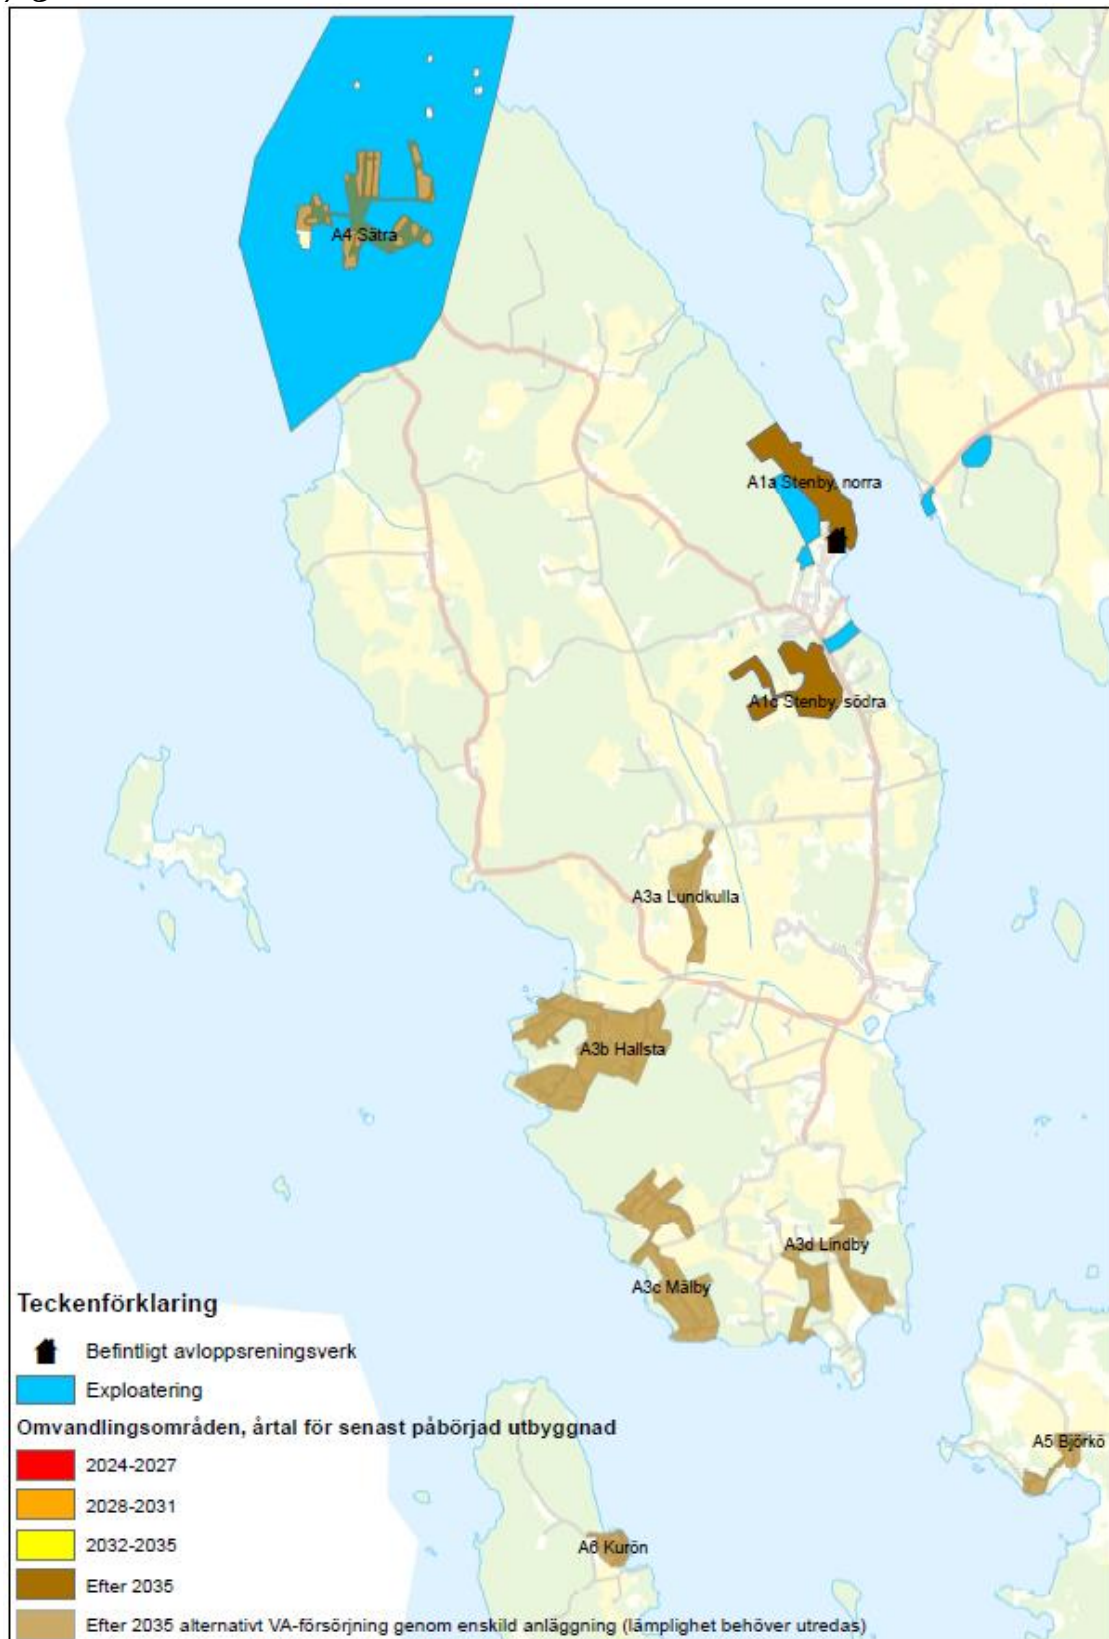 A4 Sätra
A1a Stenby, norra
A1c Stenby, södra
A3a Lundkulla
A3b Hallsta
A3d Lindby
A3c Målby
A5 Björkö
A6 Kurön
Teckenförklaring
Befintligt avloppsreningsverk
Exploatering
Omvandlingsområden, årtal för senast påbörjad utbyggnad
2024-2027
2028-2031
2032-2035
Efter 2035
Efter 2035 alternativt VA-försörjning genom enskild anläggning (lämplighet behöver utredas)